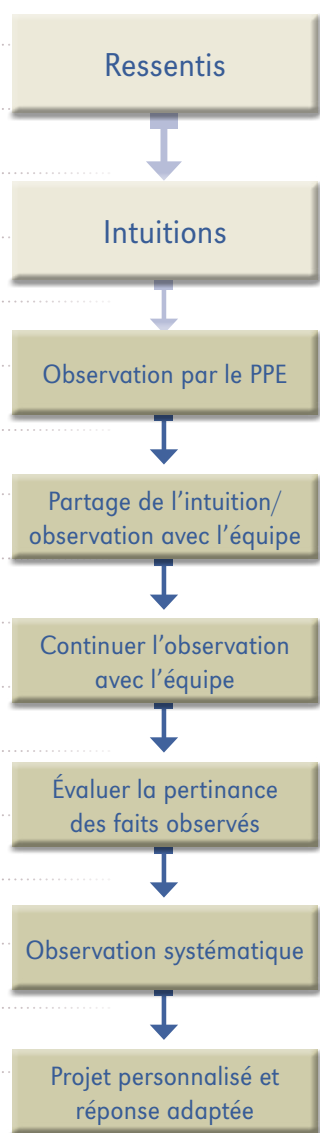 Ressentis
Intuitions
Observation par le PPE
Partage de l’intuition/
observation avec l’équipe
Continuer l’observation
avec l’équipe
Évaluer la pertinance
des faits observés
Observation systématique
Projet personnalisé et
réponse adaptée